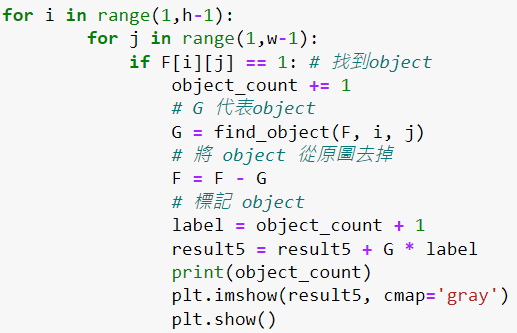 for i in range(1,h-1):
        for j in range(1,w-1):
            if F[i][j] == 1: # 找到object
                object_count += 1
                # G 代表object
                G = find_object(F, i, j)
                # 將 object 從原圖去掉
                F = F - G
                # 標記 object
                label = object_count + 1
                result5 = result5 + G * label
                print(object_count)
                plt.imshow(result5, cmap='gray')
                plt.show()